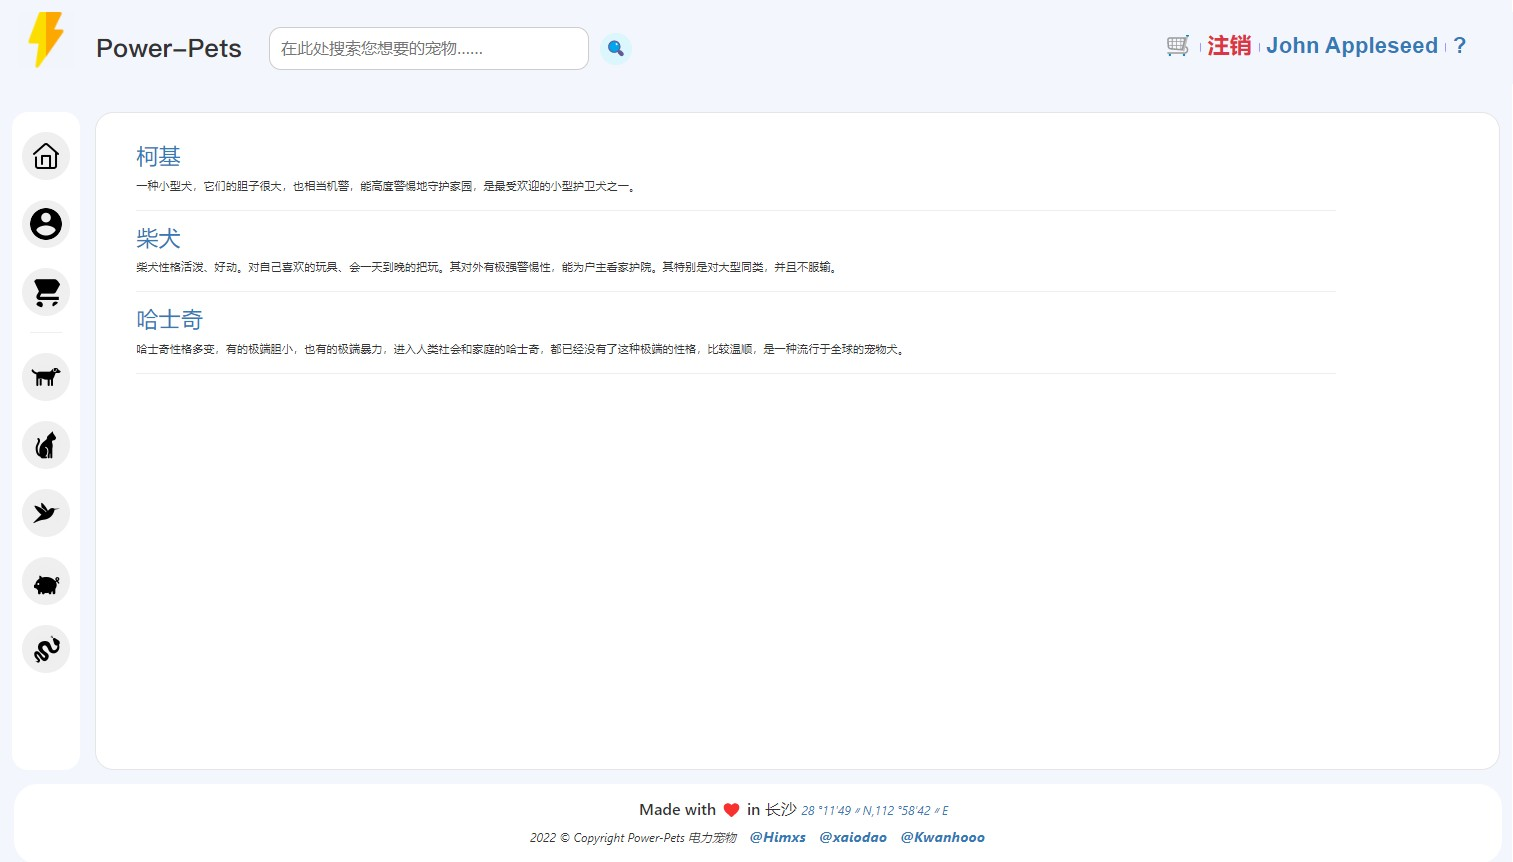 Power-Pets
在此处搜索您想要的宠物......
注销 John Appleseed ?
柯基
一种小型犬，它们的胆子很大，也相当机警，能高度警惕地守护家园，是最受欢迎的小型护卫犬之一。
柴犬
柴犬性格活泼、好动。对自己喜欢的玩具、会一天到晚的把玩。其对外有极强警惕性，能为户主看家护院。其特别是对大型同类，并且不服输。
哈士奇
哈士奇性格多变，有的极端胆小，也有的极端暴力，进入人类社会和家庭的哈士奇，都已经没有了这种极端的性格，比较温顺，是一种流行于全球的宠物犬。
Made with ❤ in 长沙 28 °11′49〃N,112 °58′42〃E
2022 © Copyright Power-Pets 电力宠物 @Himxs @xaiodao @Kwanhooo